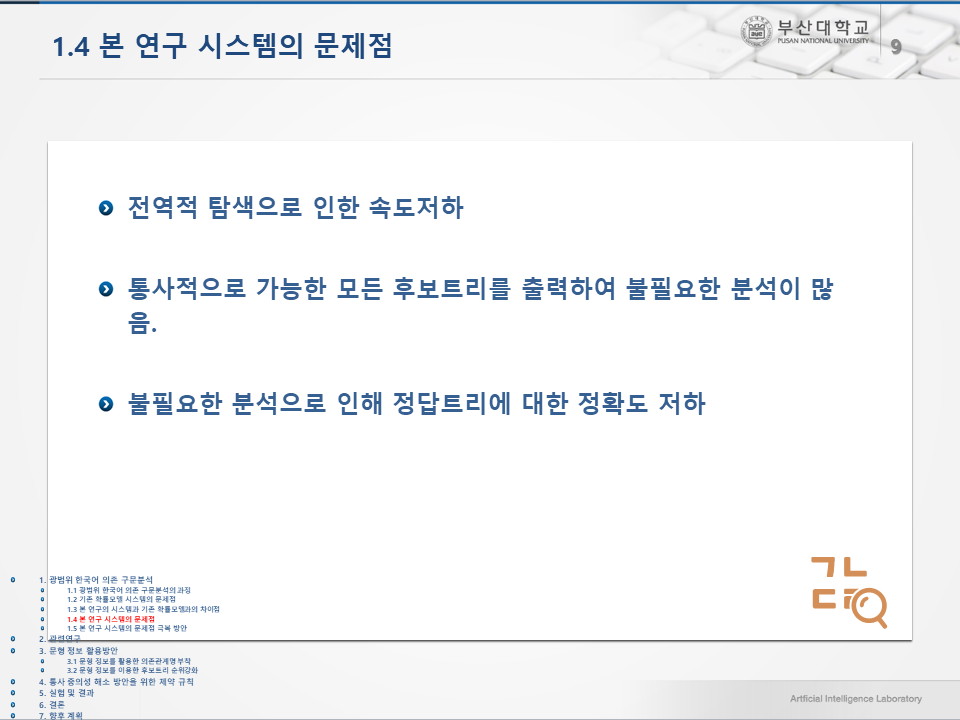 1.4 본 연구 시스템의 문제점
부산대학교
PUSAN NATIONAL UNIVERSITY
9
전역적 탐색으로 인한 속도저하
통사적으로 가능한 모든 후보트리를 출력하여 불필요한 분석이 많
음.
불필요한 분석으로 인해 정답트리에 대한 정확도 저하
1. 광범위 한국어 의존 구문분석
1.1 광범위 한국어 의존 구문분석의 과정
1.2 기존 확률모델 시스템의 문제점
1.3 본 연구의 시스템과 기존 확률모델과의 차이점
1.4 본 연구 시스템의 문제점
1.5 본 연구 시스템의 문제점 극복 방안
2. 관련연구
3. 문형 정보 활용방안
3.1 문형 정보를 활용한 의존관계명 부착
3.2 문형 정보를 이용한 후보트리 순위강화
4. 통사 중의성 해소 방안을 위한 제약 규칙
5. 실험 및 결과
6. 결론
7. 향후 계획
Artficial Intelligence Laboratory